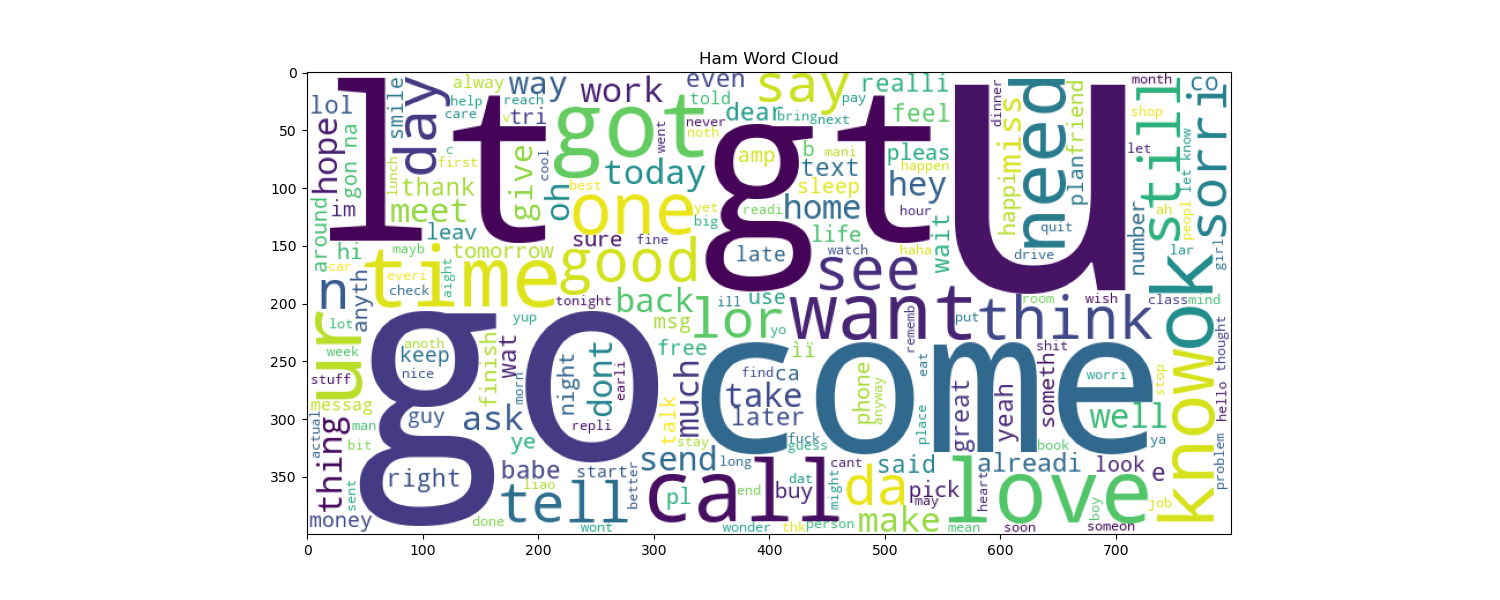 Ham Word Cloud
0
50
100
150
200
250
300
350
0 100 200 300 400 500 600 700
lt
gt
u
go
come
got
time
good
one
day
hope
lol
smile
alway
way
work
even
say
realli
month
co
help
reach
care
tri
told
dear
bring
next
pay
feel
dinner
miss
happi
need
friend
plan
still
shop
sorri
gon na
c
first
cool
went
never
noth
amp
b
mani
text
pleas
happen
let
let know
lunch
thank
give
oh
today
best
sleep
hey
im
meet
yet
big
readi
home
hour
ah
peopl
around
leav
sure
fine
life
wait
quit
number
hi
mayb
tomorrow
late
watch
haha
drive
lar
girl
car
everi
check
aight
see
ok
n
anyth
tonight
back
ill
use
want
room
wish
class
mind
ur
lot
yup
msg
lor
yo
rememb
put
think
thought
week
anoth
keep
nice
finish
wat
morn
free
ìï
shit
stuff
night
dont
earli
much
find
ca
take
phone
anyway
eat
someth
worri
stop
know
hello
messag
guy
ask
repli
talk
later
place
great
yeah
well
actual
man
bit
thing
ye
stay
fuck
guess
book
ya
problem
right
babe
starter
better
send
long
dat
cant
said
alreadi
look
e
sent
liao
tell
call
pl
end
buy
might
da
pick
may
heart
love
boy
job
money
done
wont
wonder
thk
person
make
mean
soon
someon